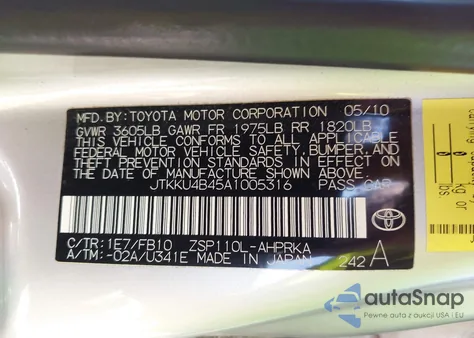 MFD.BY:TOYOTA MOTOR CORPORATION 05/10
GVWR 3605LB GAWR FR 1975LB RR 1820LB
THIS VEHICLE CONFORMS TO ALL APPLICABLE
FEDERAL MOTOR VEHICLE SAFETY, BUMPER, AND
THEFT PREVENTION STANDARDS IN EFFECT ON
THE DATE OF MANUFACTURE SHOWN ABOVE.
JTKKU4B45A1005316 PASS.CAR
C/TR:1E7/FB10 ZSP110L-AHPRKA
A/TM:-02A/U341E MADE IN JAPAN 242 A
kg or
autoSnap
Pewne auta z aukcji USA i EU